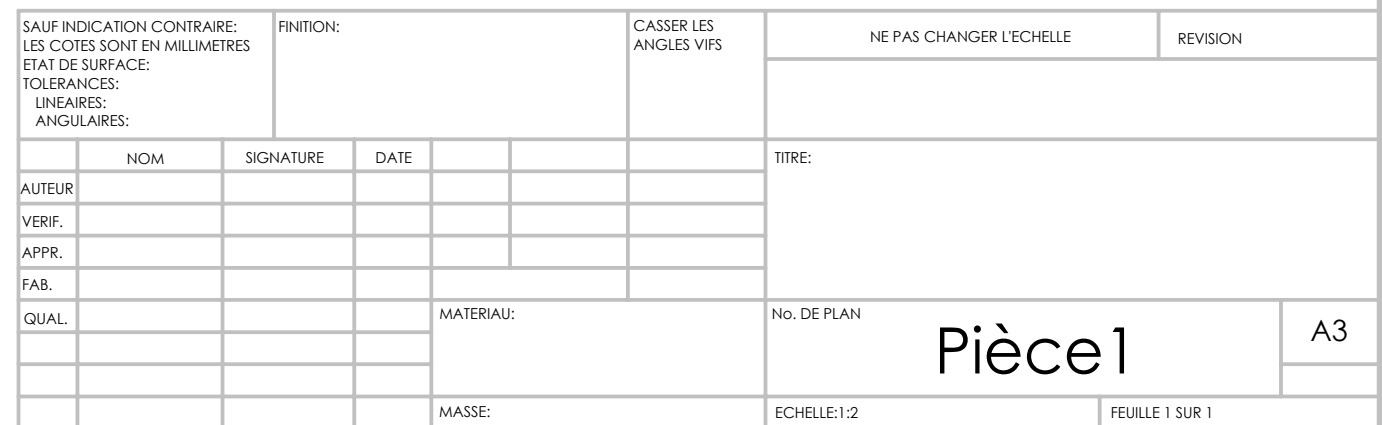 SAUF INDICATION CONTRAIRE:
LES COTES SONT EN MILLIMETRES
ETAT DE SURFACE:
TOLERANCES:
LINEAIRES:
ANGULAIRES:
FINITION:
CASSER LES
ANGLES VIFS
NE PAS CHANGER L'ECHELLE
REVISION
NOM
SIGNATURE
DATE
TITRE:
AUTEUR
VERIF.
APPR.
FAB.
QUAL.
MATERIAU:
No. DE PLAN
Pièce1
A3
MASSE:
ECHELLE:1:2
FEUILLE 1 SUR 1